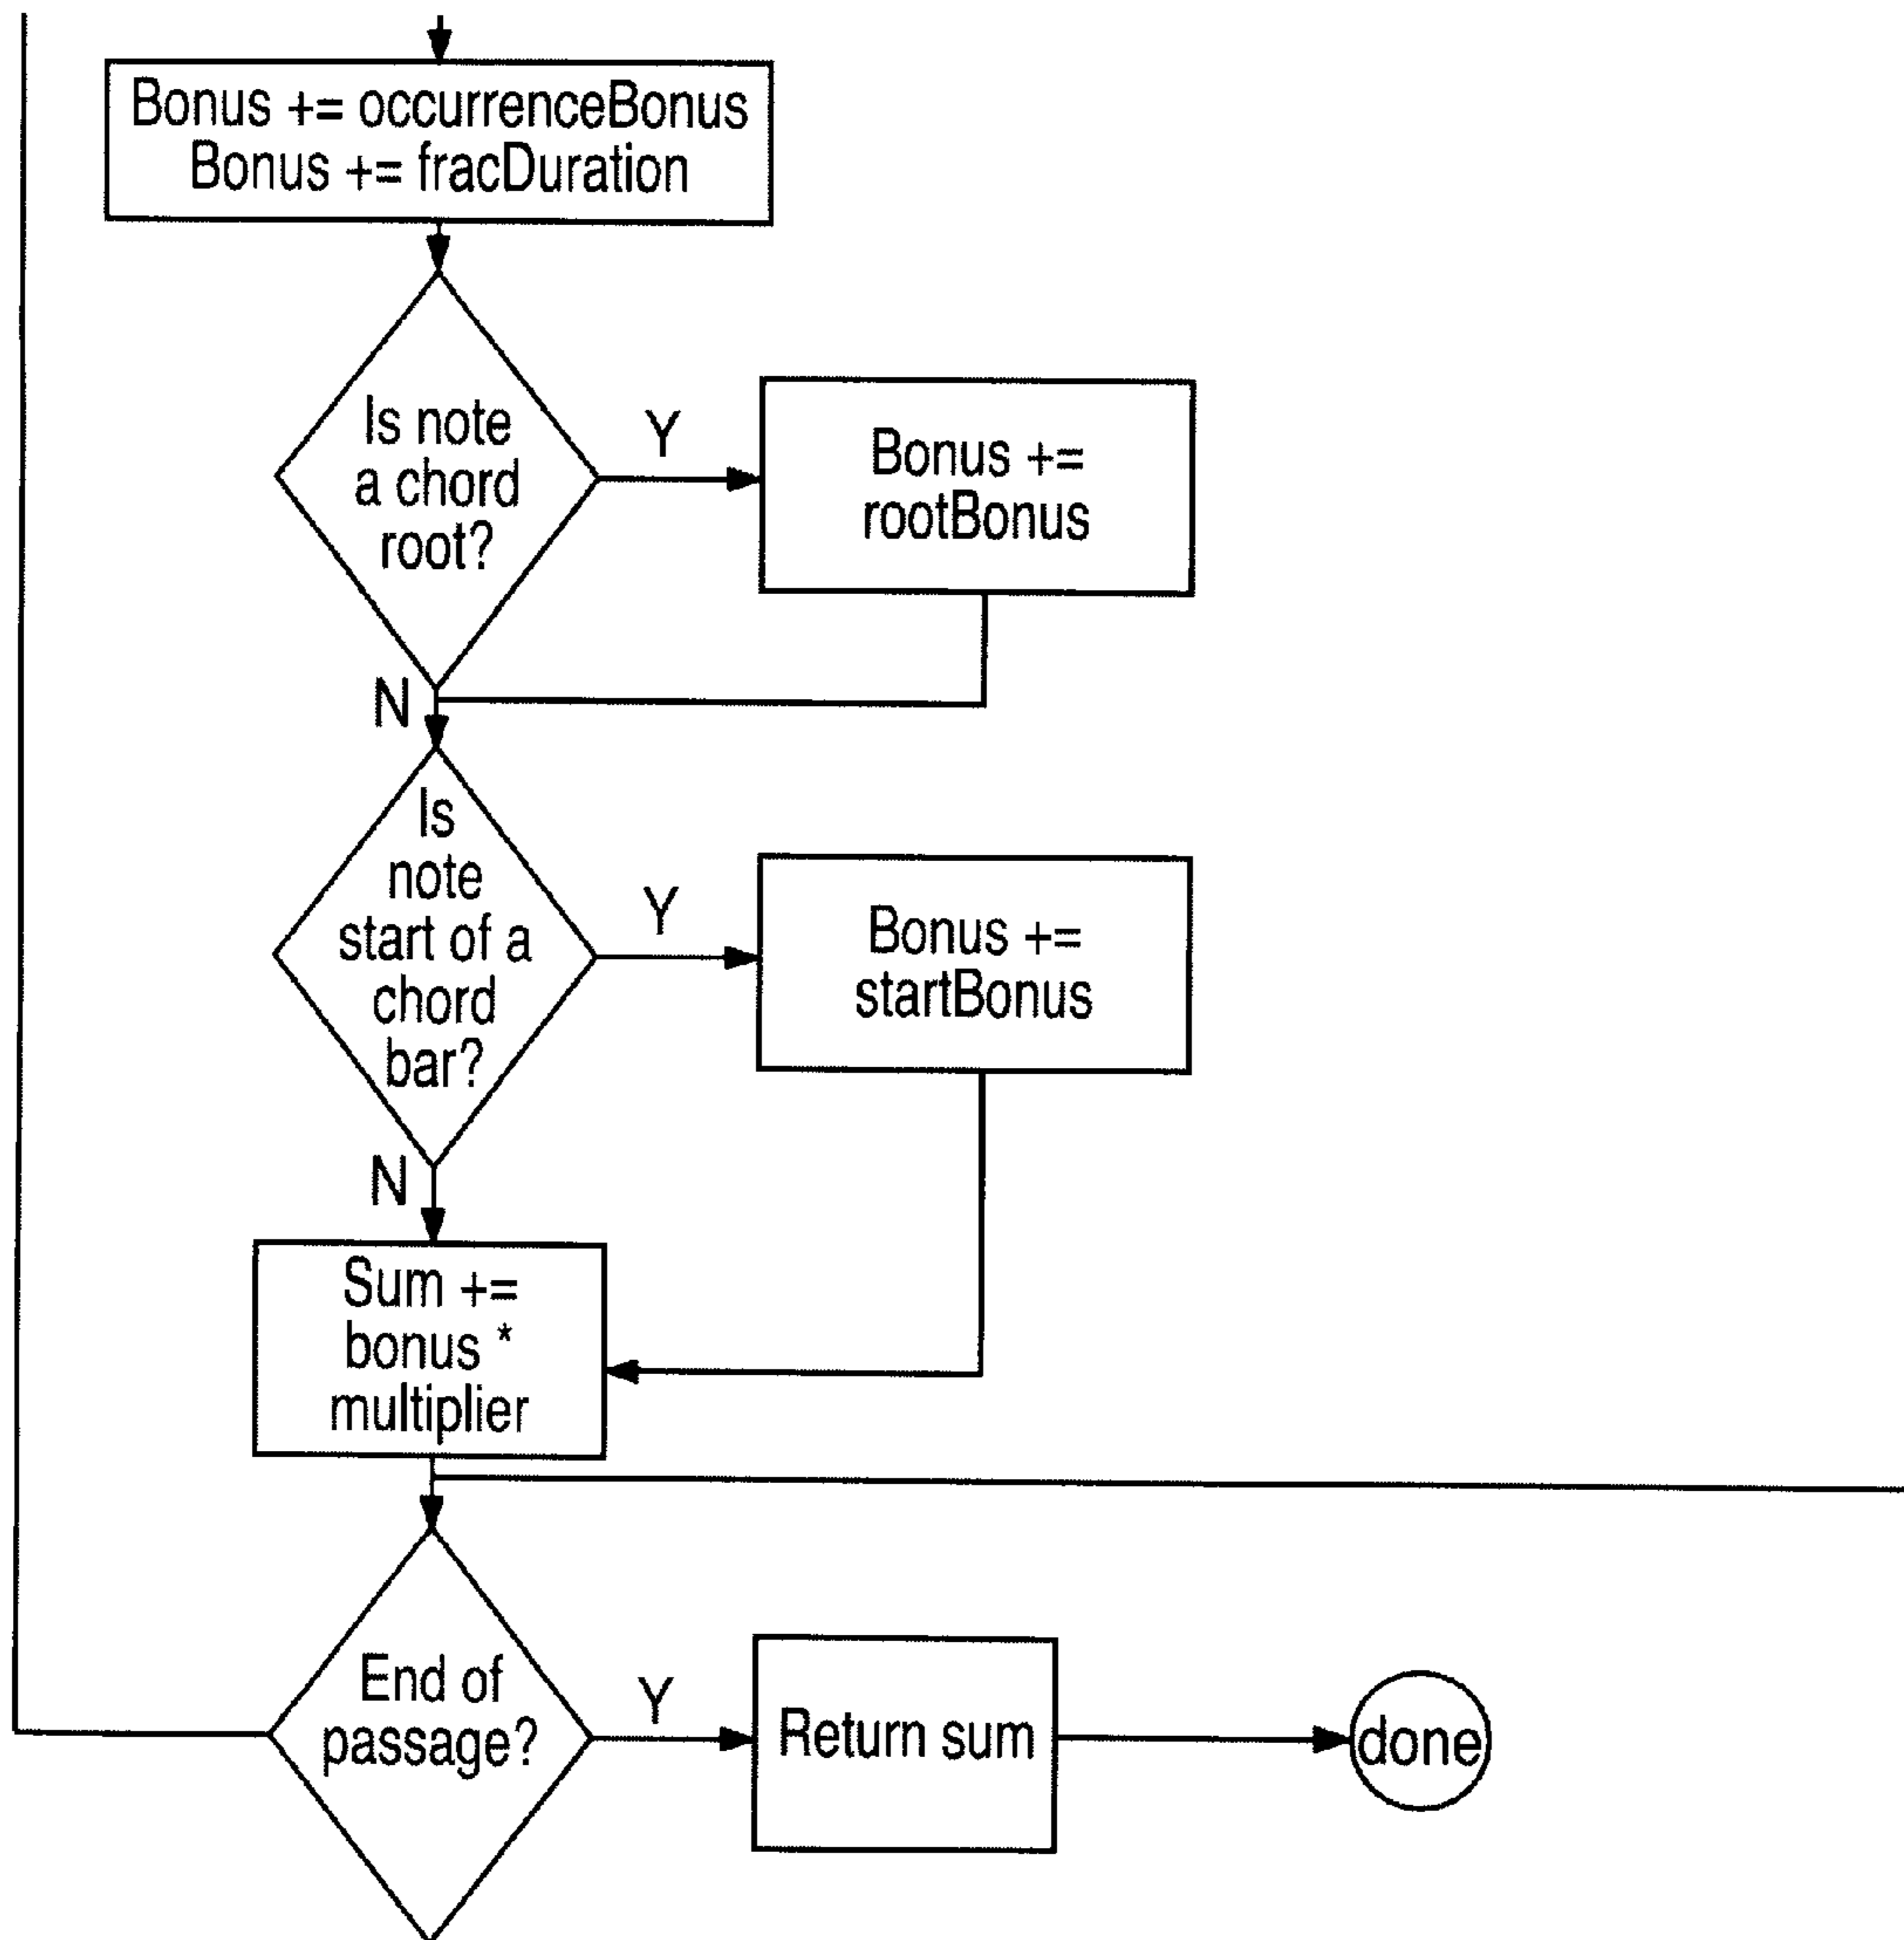 Bonus += occurrenceBonus
Bonus += fracDuration
Is note
a chord
root?
Y
Bonus +=
rootBonus
N
Is
note
start of a
chord
bar?
Y
Bonus +=
startBonus
N
Sum +=
bonus *
multiplier
End of
passage?
Y
Return sum
done